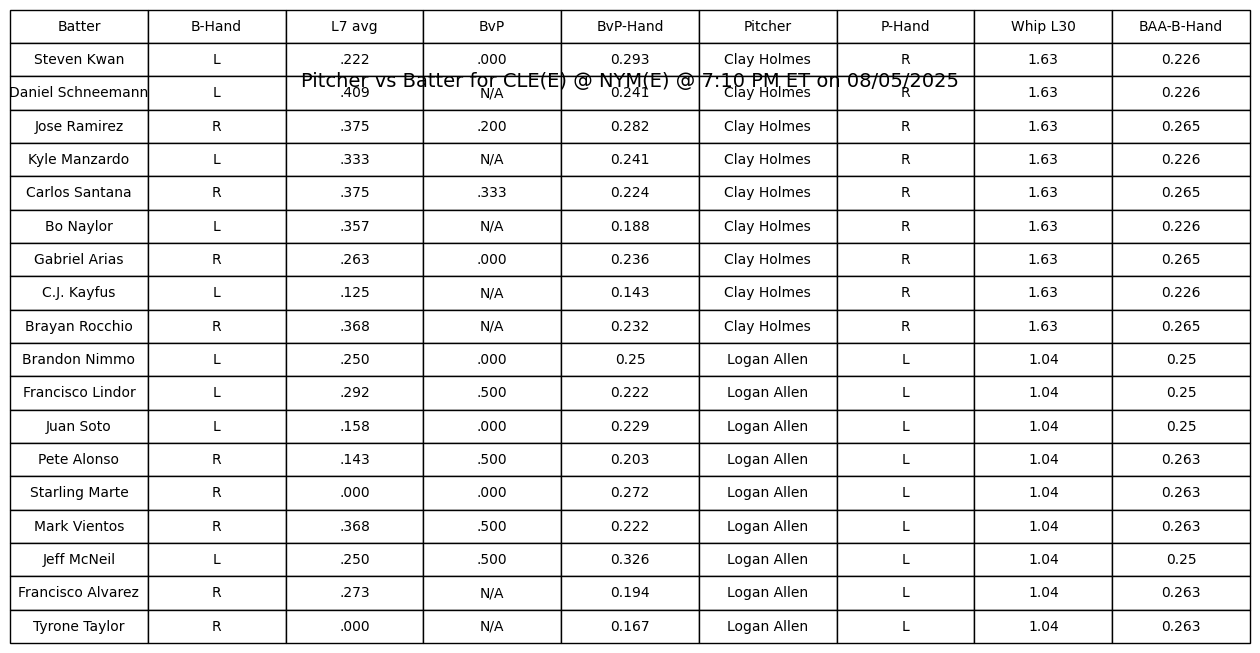 Batter B-Hand L7 avg BvP BvP-Hand Pitcher P-Hand Whip L30 BAA-B-Hand
Steven Kwan L .222 .000 0.293 Clay Holmes R 1.63 0.226
Pitcher vs Batter for CLE(E) @ NYM(E) @ 7:10 PM ET on 08/05/2025
Daniel Schneemann L .409 N/A 0.241 Clay Holmes R 1.63 0.226
Jose Ramirez R .375 .200 0.282 Clay Holmes R 1.63 0.265
Kyle Manzardo L .333 N/A 0.241 Clay Holmes R 1.63 0.226
Carlos Santana R .375 .333 0.224 Clay Holmes R 1.63 0.265
Bo Naylor L .357 N/A 0.188 Clay Holmes R 1.63 0.226
Gabriel Arias R .263 .000 0.236 Clay Holmes R 1.63 0.265
C.J. Kayfus L .125 N/A 0.143 Clay Holmes R 1.63 0.226
Brayan Rocchio R .368 N/A 0.232 Clay Holmes R 1.63 0.265
Brandon Nimmo L .250 .000 0.25 Logan Allen L 1.04 0.25
Francisco Lindor L .292 .500 0.222 Logan Allen L 1.04 0.25
Juan Soto L .158 .000 0.229 Logan Allen L 1.04 0.25
Pete Alonso R .143 .500 0.203 Logan Allen L 1.04 0.263
Starling Marte R .000 .000 0.272 Logan Allen L 1.04 0.263
Mark Vientos R .368 .500 0.222 Logan Allen L 1.04 0.263
Jeff McNeil L .250 .500 0.326 Logan Allen L 1.04 0.25
Francisco Alvarez R .273 N/A 0.194 Logan Allen L 1.04 0.263
Tyrone Taylor R .000 N/A 0.167 Logan Allen L 1.04 0.263